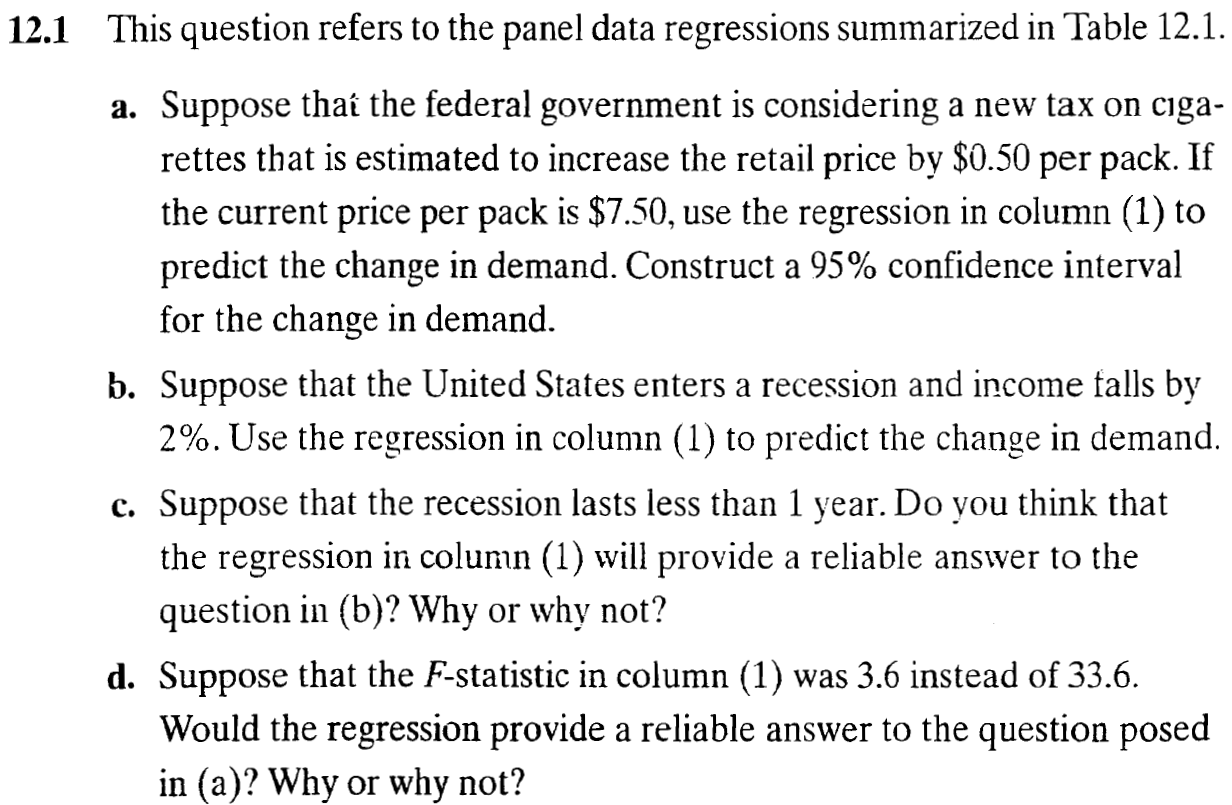 12.1 This question refers to the panel data regressions summarized in Table 12.1.
a. Suppose that the federal government is considering a new tax on ciga-
rettes that is estimated to increase the retail price by $0.50 per pack. If
the current price per pack is $7.50, use the regression in column (1) to
predict the change in demand. Construct a 95% confidence interval
for the change in demand.
b. Suppose that the United States enters a recession and income falls by
2%. Use the regression in column (1) to predict the change in demand.
c. Suppose that the recession lasts less than 1 year. Do you think that
the regression in column (1) will provide a reliable answer to the
question in (b)? Why or why not?
d. Suppose that the F-statistic in column (1) was 3.6 instead of 33.6.
Would the regression provide a reliable answer to the question posed
in (a)? Why or why not?